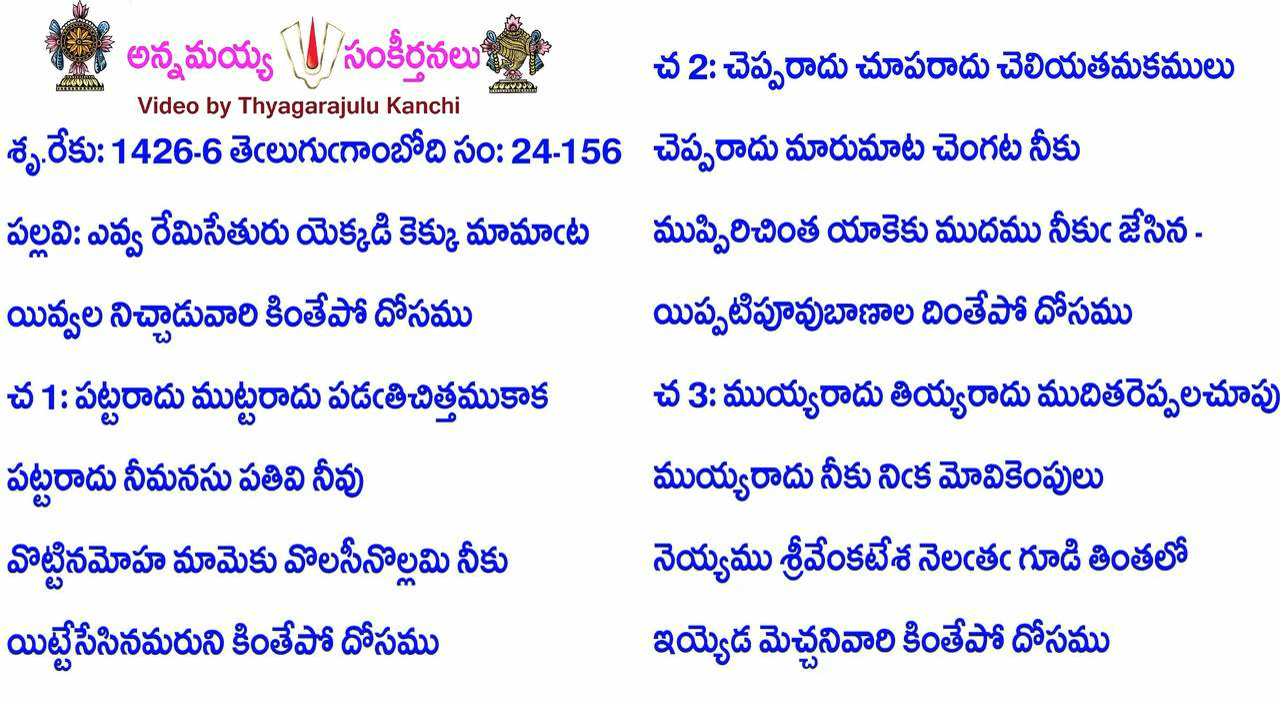 అన్నమయ్య సంకీర్తనలు
Video by Thyagarajulu Kanchi
శృ.రేకు: 1426-6 తెఁలుగుఁగాంబోది సం: 24-156
పల్లవి: ఎవ్వ రేమిసేతురు యెక్కడి కెక్కు మామాఁట
యివ్వల నిచ్చాడువారి కింతేపో దోసము
చ 1: పట్టరాదు ముట్టరాదు పడఁతిచిత్తముకాక
పట్టరాదు నీమనసు పతివి నీవు
వొట్టినమోహ మామెకు వొలసీనొల్లమి నీకు
యిట్టేసేసినమరుని కింతేపో దోసము
చ 2: చెప్పరాదు చూపరాదు చెలియతమకములు
చెప్పరాదు మారుమాట చెంగట నీకు
ముప్పిరిచింత యాకెకు ముదము నీకుఁ జేసిన -
యిప్పటిపూవుబాణాల దింతేపో దోసము
చ 3: ముయ్యరాదు తియ్యరాదు ముదితరెప్పలచూపు
ముయ్యరాదు నీకు నిఁక మోవికెంపులు
నెయ్యము శ్రీవేంకటేశ నెలఁతఁ గూడి తింతలో
ఇయ్యెడ మెచ్చనివారి కింతేపో దోసము